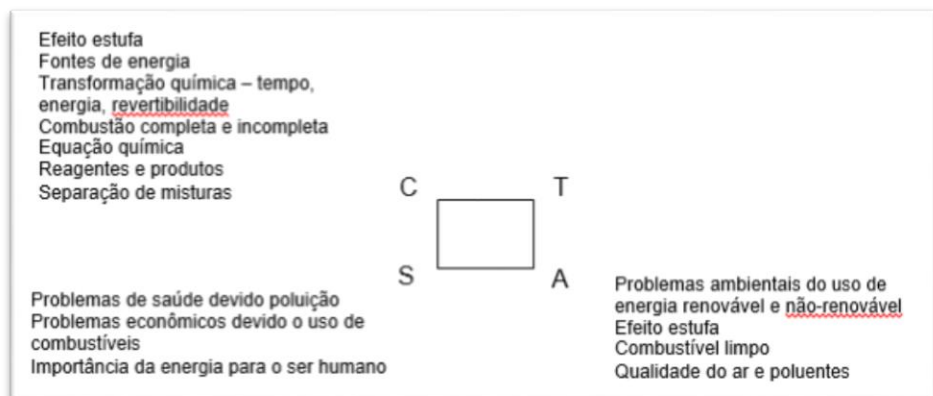 Efeito estufa
Fontes de energia
Transformação química – tempo,
energia, revertibilidade
Combustão completa e incompleta
Equação química
Reagentes e produtos
Separação de misturas
C
T
S
A
Problemas de saúde devido poluição
Problemas econômicos devido o uso de
combustíveis
Importância da energia para o ser humano
Problemas ambientais do uso de
energia renovável e não-renovável
Efeito estufa
Combustível limpo
Qualidade do ar e poluentes